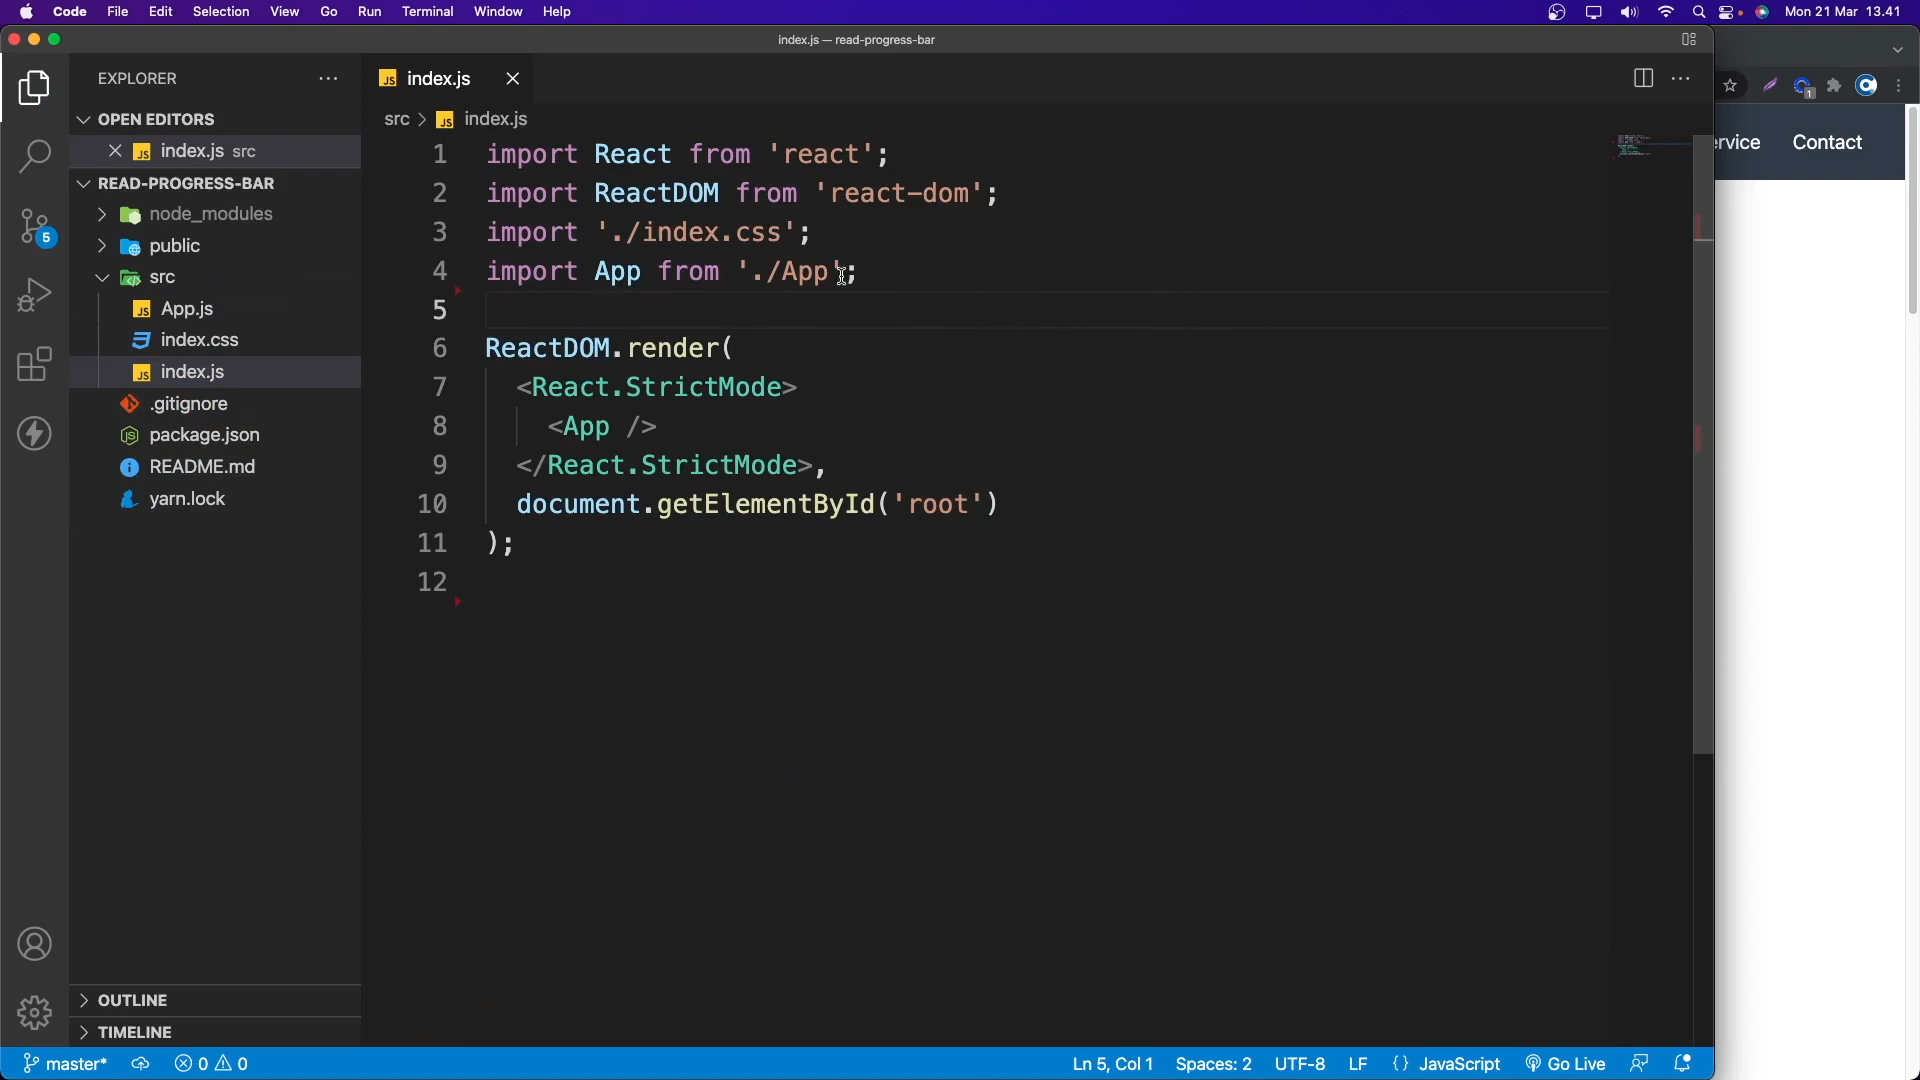 Code File Edit Selection View Go Run Terminal Window Help Mon 21 Mar 13.41
index.js — read-progress-bar
EXPLORER
OPEN EDITORS
index.js src
READ-PROGRESS-BAR
node_modules
public
src
App.js
index.css
index.js
.gitignore
package.json
README.md
yarn.lock
OUTLINE
TIMELINE
index.js
src > index.js
1 import React from 'react';
2 import ReactDOM from 'react-dom';
3 import './index.css';
4 import App from './App';
5
6 ReactDOM.render(
7 <React.StrictMode>
8 <App />
9 </React.StrictMode>,
10 document.getElementById('root')
11 );
12
Contact
5
1
master* 0 0 Ln 5, Col 1 Spaces: 2 UTF-8 LF {} JavaScript Go Live